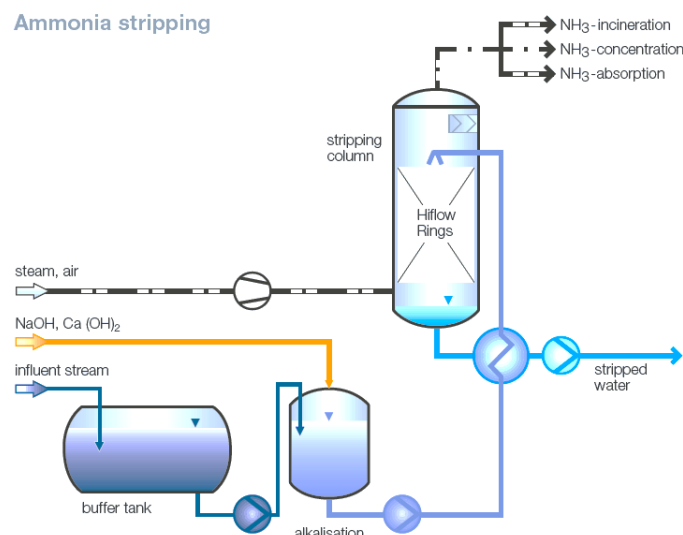 Ammonia stripping
NH3-incineration
NH3-concentration
NH3-absorption
stripping
column
Hiflow
Rings
steam, air
NaOH, Ca (OH)2
influent stream
stripped
water
buffer tank
alkalisation